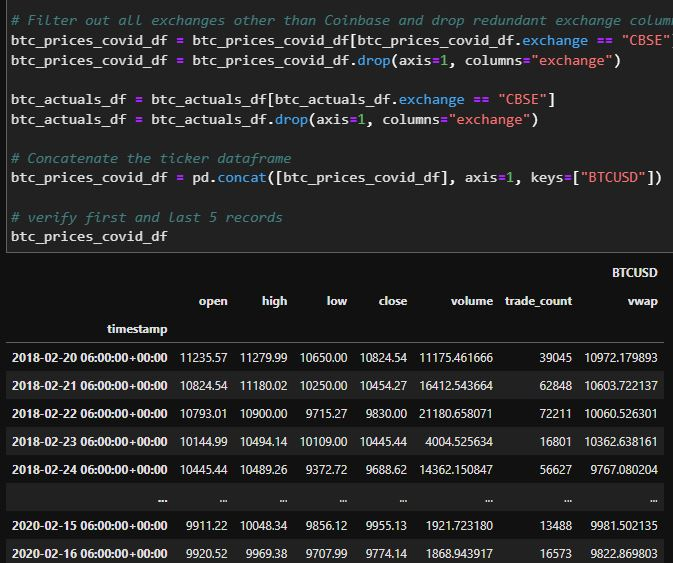 # Filter out all exchanges other than Coinbase and drop redundant exchange colum
btc_prices_covid_df = btc_prices_covid_df[btc_prices_covid_df.exchange == "CBSE"]
btc_prices_covid_df = btc_prices_covid_df.drop(axis=1, columns="exchange")
btc_actuals_df = btc_actuals_df[btc_actuals_df.exchange == "CBSE"]
btc_actuals_df = btc_actuals_df.drop(axis=1, columns="exchange")
# Concatenate the ticker dataframe
btc_prices_covid_df = pd.concat([btc_prices_covid_df], axis=1, keys=["BTCUSD"])
# verify first and last 5 records
btc_prices_covid_df
BTCUSD
open high low close volume trade_count vwap
timestamp
2018-02-20 06:00:00+00:00 11235.57 11279.99 10650.00 10824.54 11175.461666 39045 10972.179893
2018-02-21 06:00:00+00:00 10824.54 11180.02 10250.00 10454.27 16412.543664 62848 10603.722137
2018-02-22 06:00:00+00:00 10793.01 10900.00 9715.27 9830.00 21180.658071 72211 10060.526301
2018-02-23 06:00:00+00:00 10144.99 10494.14 10109.00 10445.44 4004.525634 16801 10362.638161
2018-02-24 06:00:00+00:00 10445.44 10489.26 9372.72 9688.62 14362.150847 56627 9767.080204
... ... ... ... ... ... ... ...
2020-02-15 06:00:00+00:00 9911.22 10048.34 9856.12 9955.13 1921.723180 13488 9981.502135
2020-02-16 06:00:00+00:00 9920.52 9969.38 9707.99 9774.14 1868.943917 16573 9822.869803